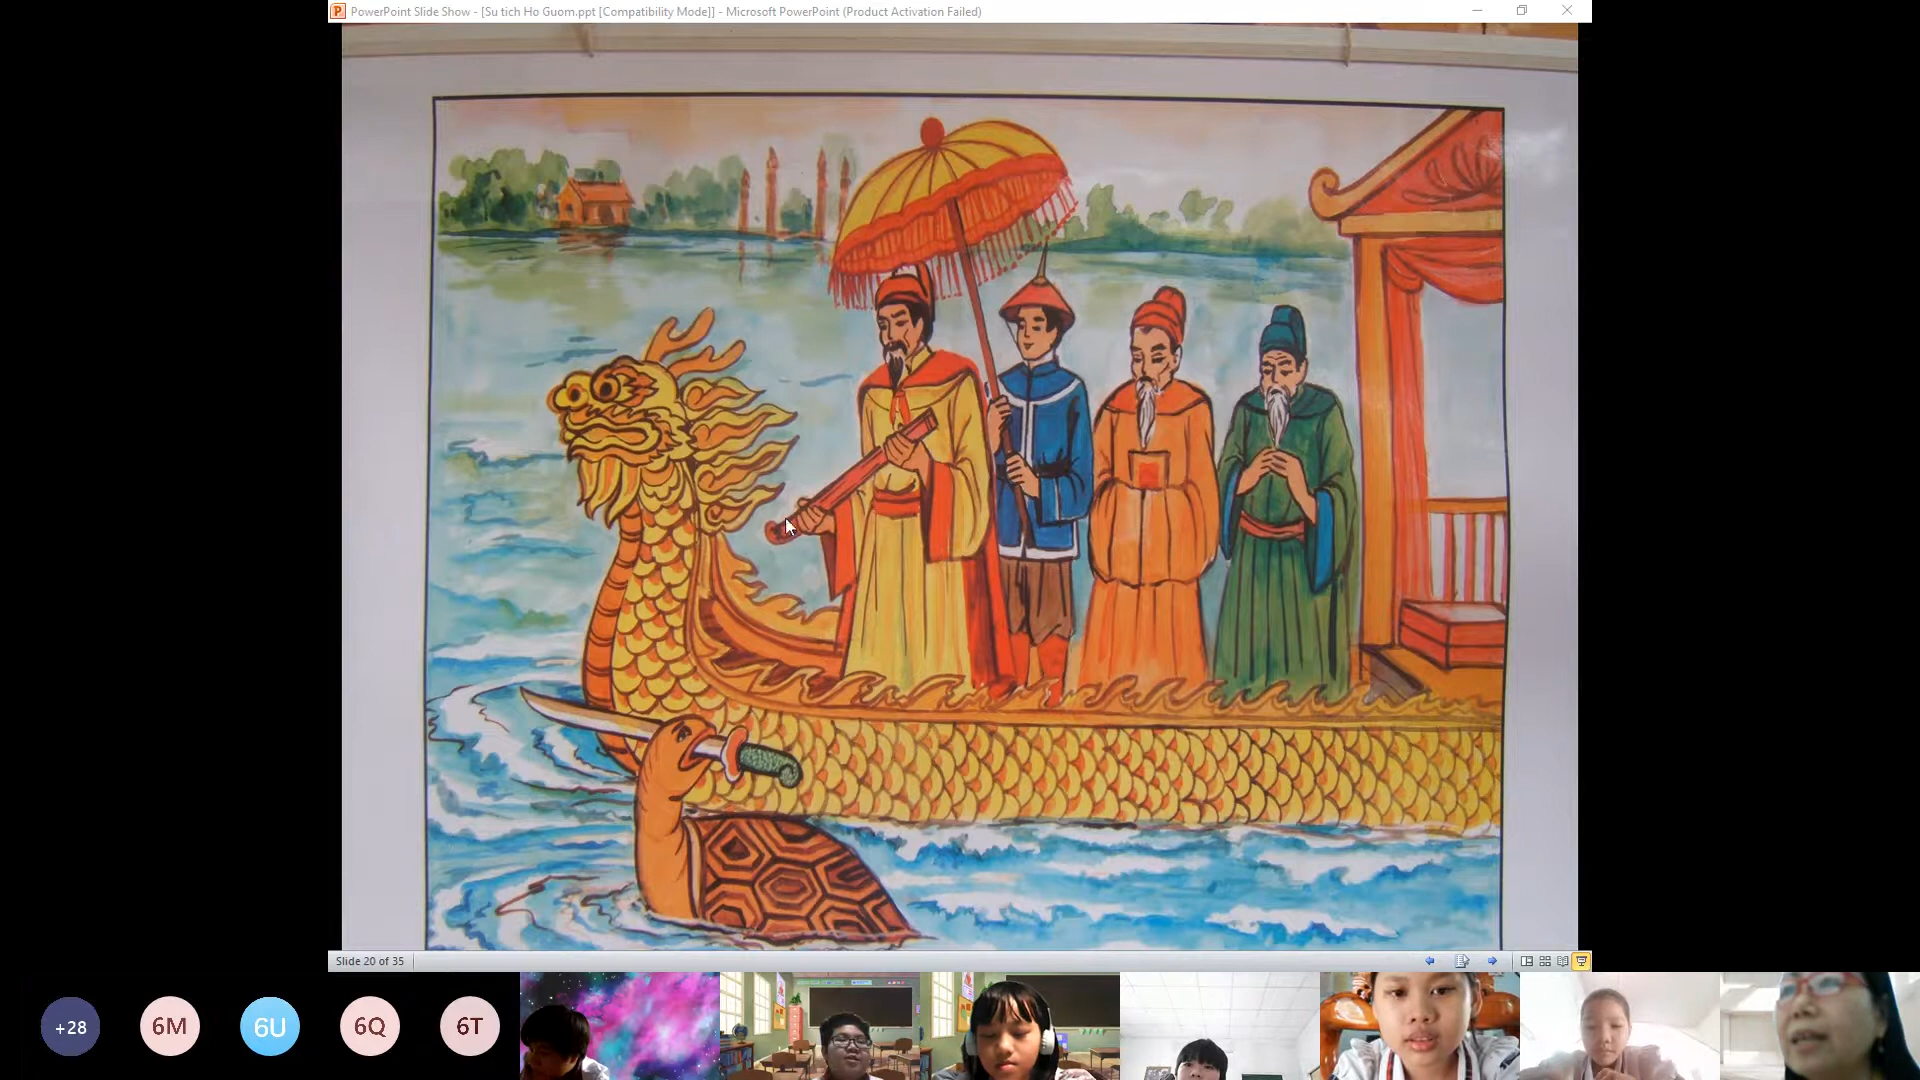 PowerPoint Slide Show - [Su tich Ho Guom.ppt [Compatibility Mode]] - Microsoft PowerPoint (Product Activation Failed)
Slide 20 of 35
+28
6M
6U
6Q
6T